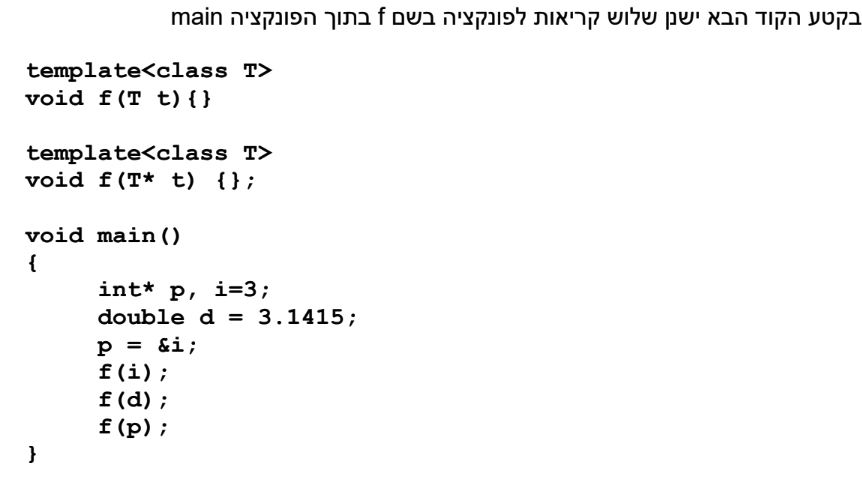 בקטע הקוד הבא ישנן שלוש קריאות לפונקציה בשם f בתוך הפונקציה main
template<class T>
void f(T t){}
template<class T>
void f(T* t) {};
void main()
{
int* p, i=3;
double d = 3.1415;
p = &i;
f(i);
f(d);
f(p);
}